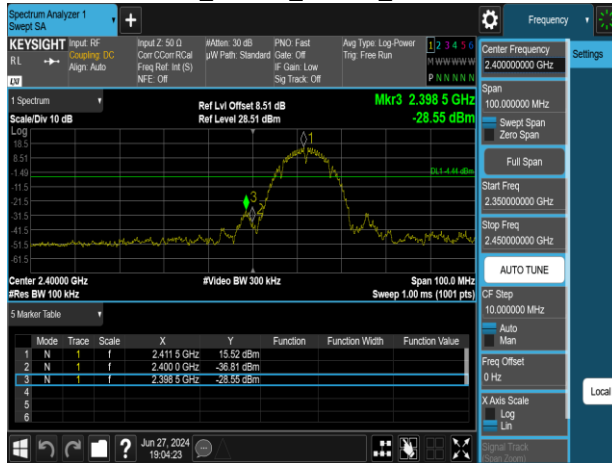 Spectrum Analyzer 1
Swept SA
Frequency
KEYSIGHT Input: RF
RL
Coupling: DC
Align: Auto
LXI
Input Z: 50 Ω
Corr CCorr RCal
Freq Ref: Int (S)
NFE: Off
#Atten: 30 dB
µW Path: Standard
PNO: Fast
Gate: Off
IF Gain: Low
Sig Track: Off
Avg Type: Log-Power
Trig: Free Run
1 2 3 4 5 6
M W W W W W
P N N N N N
1 Spectrum
Scale/Div 10 dB
Ref Lvl Offset 8.51 dB
Ref Level 28.51 dBm
Mkr3 2.398 5 GHz
-28.55 dBm
Log
18.5
8.51
-1.49
-11.5
-21.5
-31.5
-41.5
-51.5
-61.5
1
2
3
DL1 -4.44 dBm
Center 2.40000 GHz
#Res BW 100 kHz
#Video BW 300 kHz
Span 100.0 MHz
Sweep 1.00 ms (1001 pts)
5 Marker Table
Mode Trace Scale X Y Function Function Width Function Value
1 N 1 f 2.411 5 GHz 15.52 dBm
2 N 1 f 2.400 0 GHz -36.81 dBm
3 N 1 f 2.398 5 GHz -28.55 dBm
4
5
6
?
Jun 27, 2024
19:04:23
Center Frequency
2.400000000 GHz
Span
100.000000 MHz
Swept Span
Zero Span
Full Span
Start Freq
2.350000000 GHz
Stop Freq
2.450000000 GHz
AUTO TUNE
CF Step
10.000000 MHz
Auto
Man
Freq Offset
0 Hz
X Axis Scale
Log
Lin
Signal Track
(Span Zoom)
Settings
Local